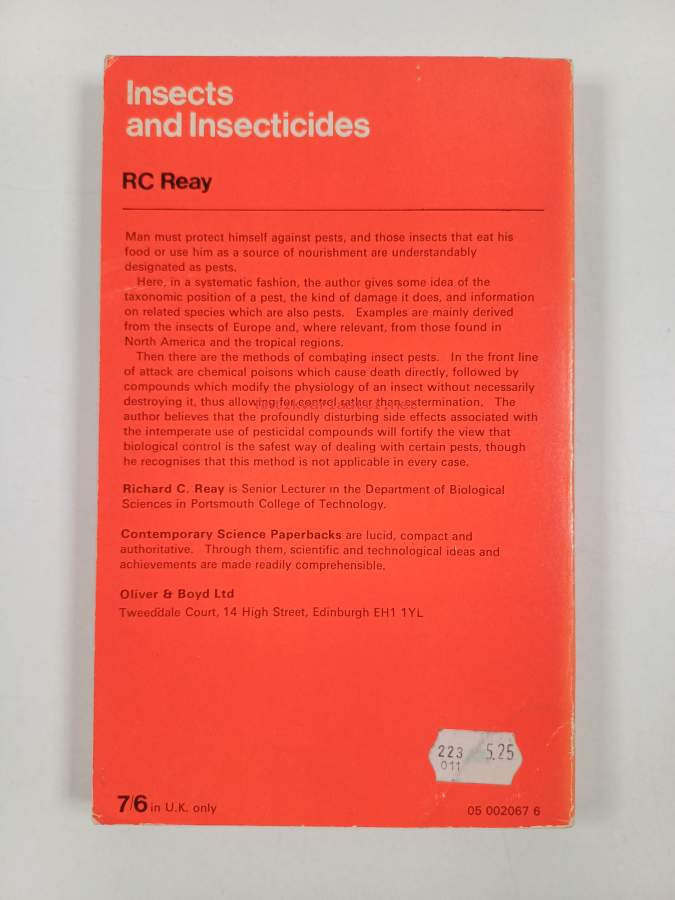 Insects
and Insecticides
RC Reay
Man must protect himself against pests, and those insects that eat his
food or use him as a source of nourishment are understandably
designated as pests.
Here, in a systematic fashion, the author gives some idea of the
taxonomic position of a pest, the kind of damage it does, and information
on related species which are also pests. Examples are mainly derived
from the insects of Europe and, where relevant, from those found in
North America and the tropical regions.
Then there are the methods of combating insect pests. In the front line
of attack are chemical poisons which cause death directly, followed by
compounds which modify the physiology of an insect without necessarily
destroying it, thus allowing for control rather than extermination. The
author believes that the profoundly disturbing side effects associated with
the intemperate use of pesticidal compounds will fortify the view that
biological control is the safest way of dealing with certain pests, though
he recognises that this method is not applicable in every case.
Richard C. Reay is Senior Lecturer in the Department of Biological
Sciences in Portsmouth College of Technology.
Contemporary Science Paperbacks are lucid, compact and
authoritative. Through them, scientific and technological ideas and
achievements are made readily comprehensible.
Oliver & Boyd Ltd
Tweeddale Court, 14 High Street, Edinburgh EH1 1YL
223 5.25
011
7/6 in U.K. only
05 002067 6